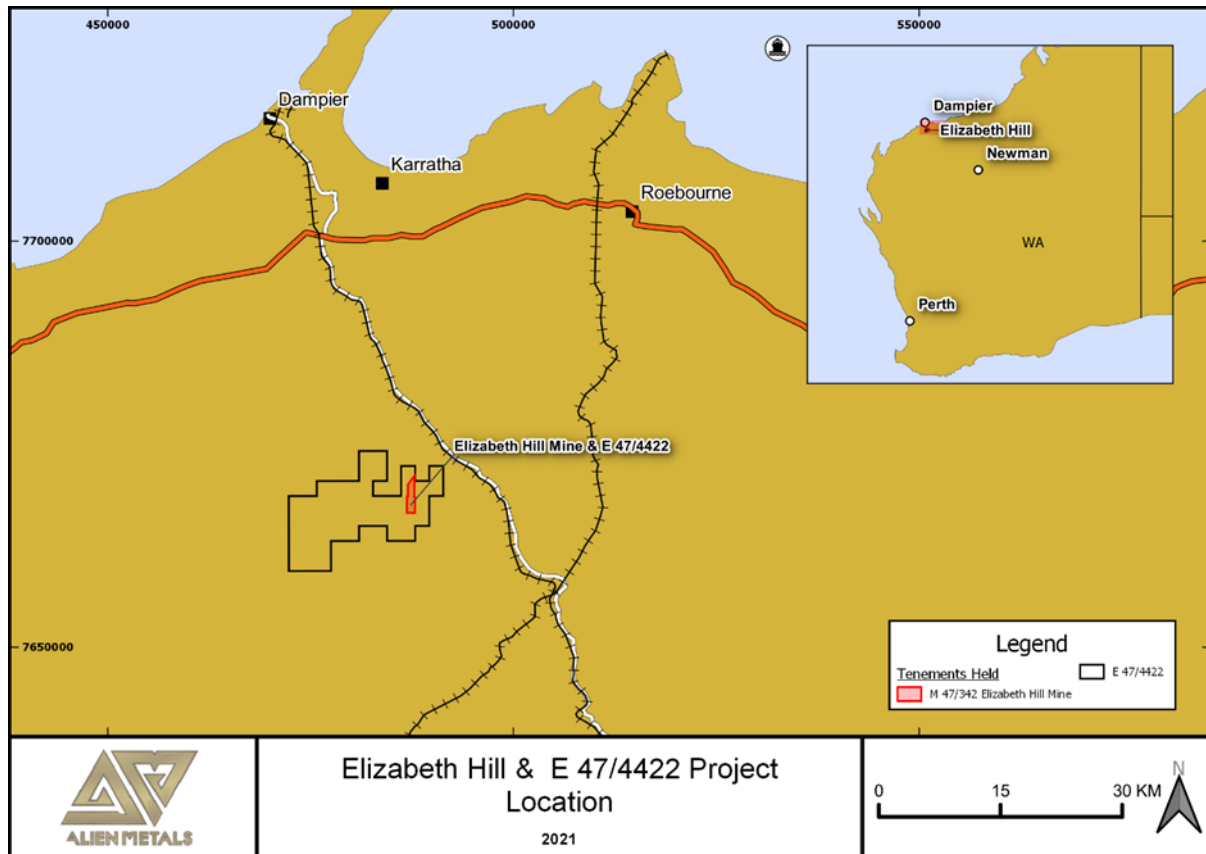 450000
500000
550000
Dampier
Karratha
Roebourne
7700000
Elizabeth Hill Mine & E 47/4422
7650000
Dampier
Elizabeth Hill
Newman
WA
Perth
Legend
Tenements Held
E 47/4422
M 47/342 Elizabeth Hill Mine
ALIEN METALS
Elizabeth Hill & E 47/4422 Project
Location
2021
0 15 30 KM
N